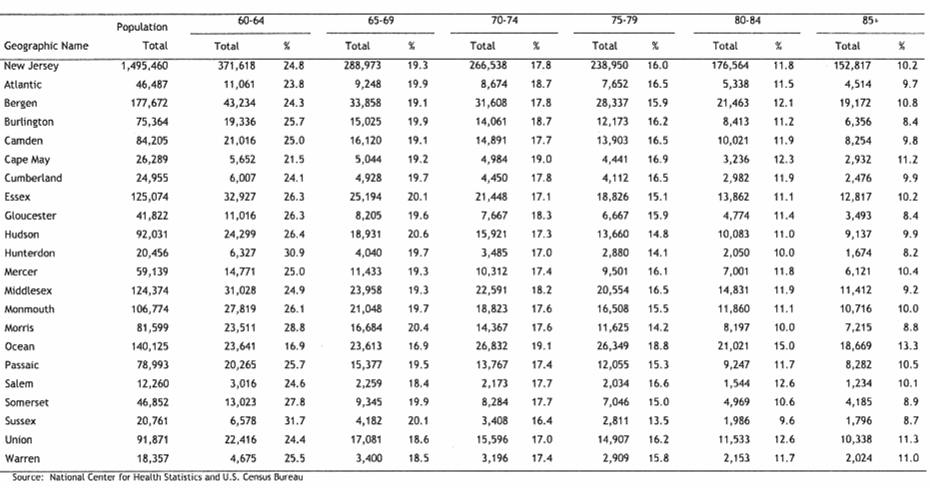 Population 60-64 65-69 70-74 75-79 80-84 85+
Geographic Name Total Total % Total % Total % Total % Total % Total %
New Jersey 1,495,460 371,618 24.8 288,973 19.3 266,538 17.8 238,950 16.0 176,564 11.8 152,817 10.2
Atlantic 46,487 11,061 23.8 9,248 19.9 8,674 18.7 7,652 16.5 5,338 11.5 4,514 9.7
Bergen 177,672 43,234 24.3 33,858 19.1 31,608 17.8 28,337 15.9 21,463 12.1 19,172 10.8
Burlington 75,364 19,336 25.7 15,025 19.9 14,061 18.7 12,173 16.2 8,413 11.2 6,356 8.4
Camden 84,205 21,016 25.0 16,120 19.1 14,891 17.7 13,903 16.5 10,021 11.9 8,254 9.8
Cape May 26,289 5,652 21.5 5,044 19.2 4,984 19.0 4,441 16.9 3,236 12.3 2,932 11.2
Cumberland 24,955 6,007 24.1 4,928 19.7 4,450 17.8 4,112 16.5 2,982 11.9 2,476 9.9
Essex 125,074 32,927 26.3 25,194 20.1 21,448 17.1 18,826 15.1 13,862 11.1 12,817 10.2
Gloucester 41,822 11,016 26.3 8,205 19.6 7,667 18.3 6,667 15.9 4,774 11.4 3,493 8.4
Hudson 92,031 24,299 26.4 18,931 20.6 15,921 17.3 13,660 14.8 10,083 11.0 9,137 9.9
Hunterdon 20,456 6,327 30.9 4,040 19.7 3,485 17.0 2,880 14.1 2,050 10.0 1,674 8.2
Mercer 59,139 14,771 25.0 11,433 19.3 10,312 17.4 9,501 16.1 7,001 11.8 6,121 10.4
Middlesex 124,374 31,028 24.9 23,958 19.3 22,591 18.2 20,554 16.5 14,831 11.9 11,412 9.2
Monmouth 106,774 27,819 26.1 21,048 19.7 18,823 17.6 16,508 15.5 11,860 11.1 10,716 10.0
Morris 81,599 23,511 28.8 16,684 20.4 14,367 17.6 11,625 14.2 8,197 10.0 7,215 8.8
Ocean 140,125 23,641 16.9 23,613 16.9 26,832 19.1 26,349 18.8 21,021 15.0 18,669 13.3
Passaic 78,993 20,265 25.7 15,377 19.5 13,767 17.4 12,055 15.3 9,247 11.7 8,282 10.5
Salem 12,260 3,016 24.6 2,259 18.4 2,173 17.7 2,034 16.6 1,544 12.6 1,234 10.1
Somerset 46,852 13,023 27.8 9,345 19.9 8,284 17.7 7,046 15.0 4,969 10.6 4,185 8.9
Sussex 20,761 6,578 31.7 4,182 20.1 3,408 16.4 2,811 13.5 1,986 9.6 1,796 8.7
Union 91,871 22,416 24.4 17,081 18.6 15,596 17.0 14,907 16.2 11,533 12.6 10,338 11.3
Warren 18,357 4,675 25.5 3,400 18.5 3,196 17.4 2,909 15.8 2,153 11.7 2,024 11.0
Source: National Center for Health Statistics and U.S. Census Bureau